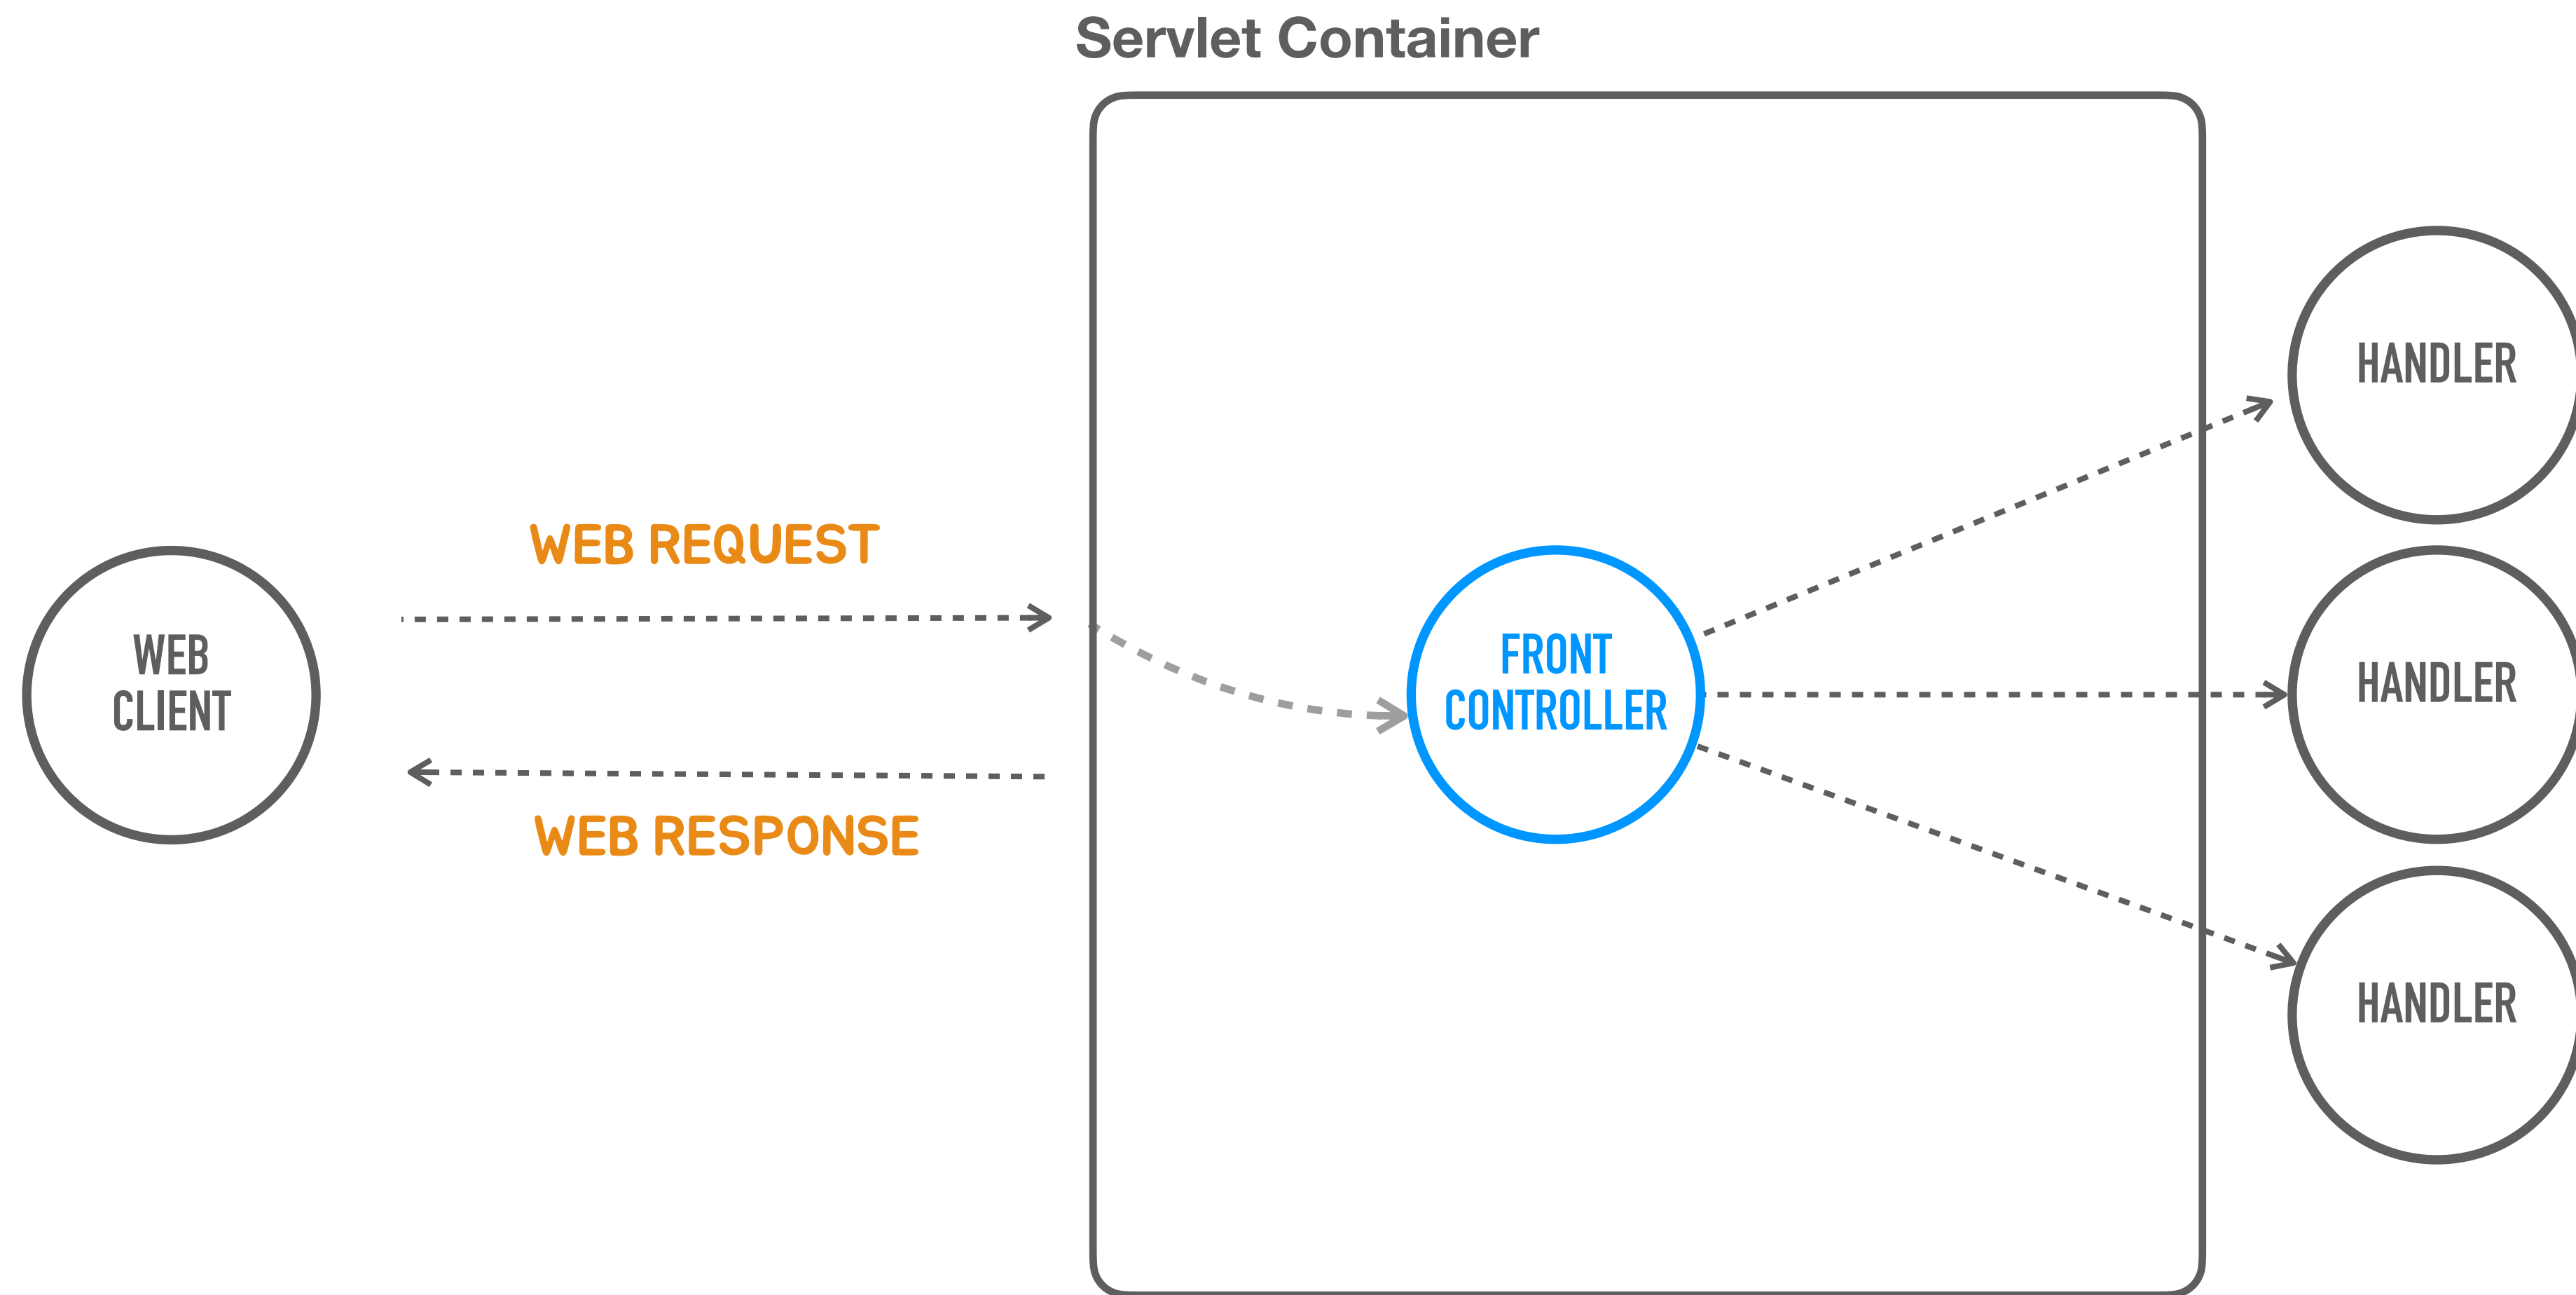 Servlet Container
WEB REQUEST
WEB
CLIENT
WEB RESPONSE
FRONT
CONTROLLER
HANDLER
HANDLER
HANDLER